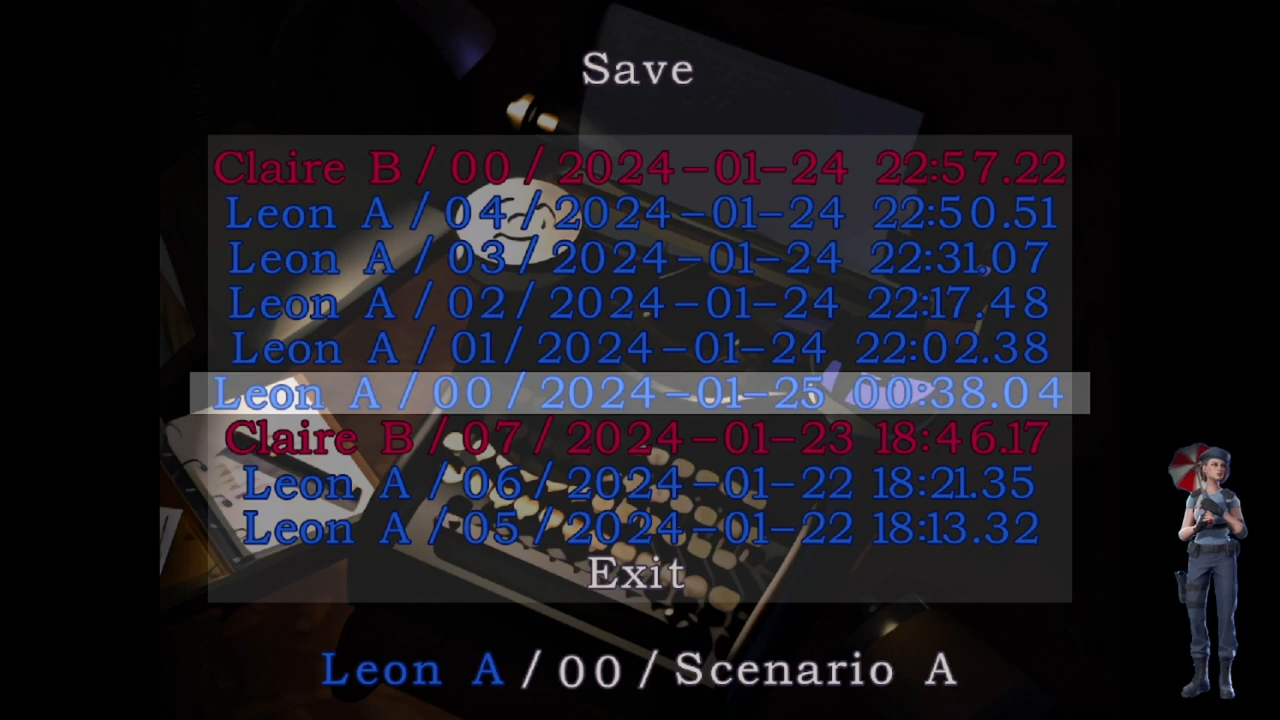 Save
Claire B / 00 / 2024-01-24 22:57.22
Leon A / 04 / 2024-01-24 22:50.51
Leon A / 03 / 2024-01-24 22:31.07
Leon A / 02 / 2024-01-24 22:17.48
Leon A / 01 / 2024-01-24 22:02.38
Leon A / 00 / 2024-01-25 00:38.04
Claire B / 07 / 2024-01-23 18:46.17
Leon A / 06 / 2024-01-22 18:21.35
Leon A / 05 / 2024-01-22 18:13.32
Exit
Leon A / 00 / Scenario A